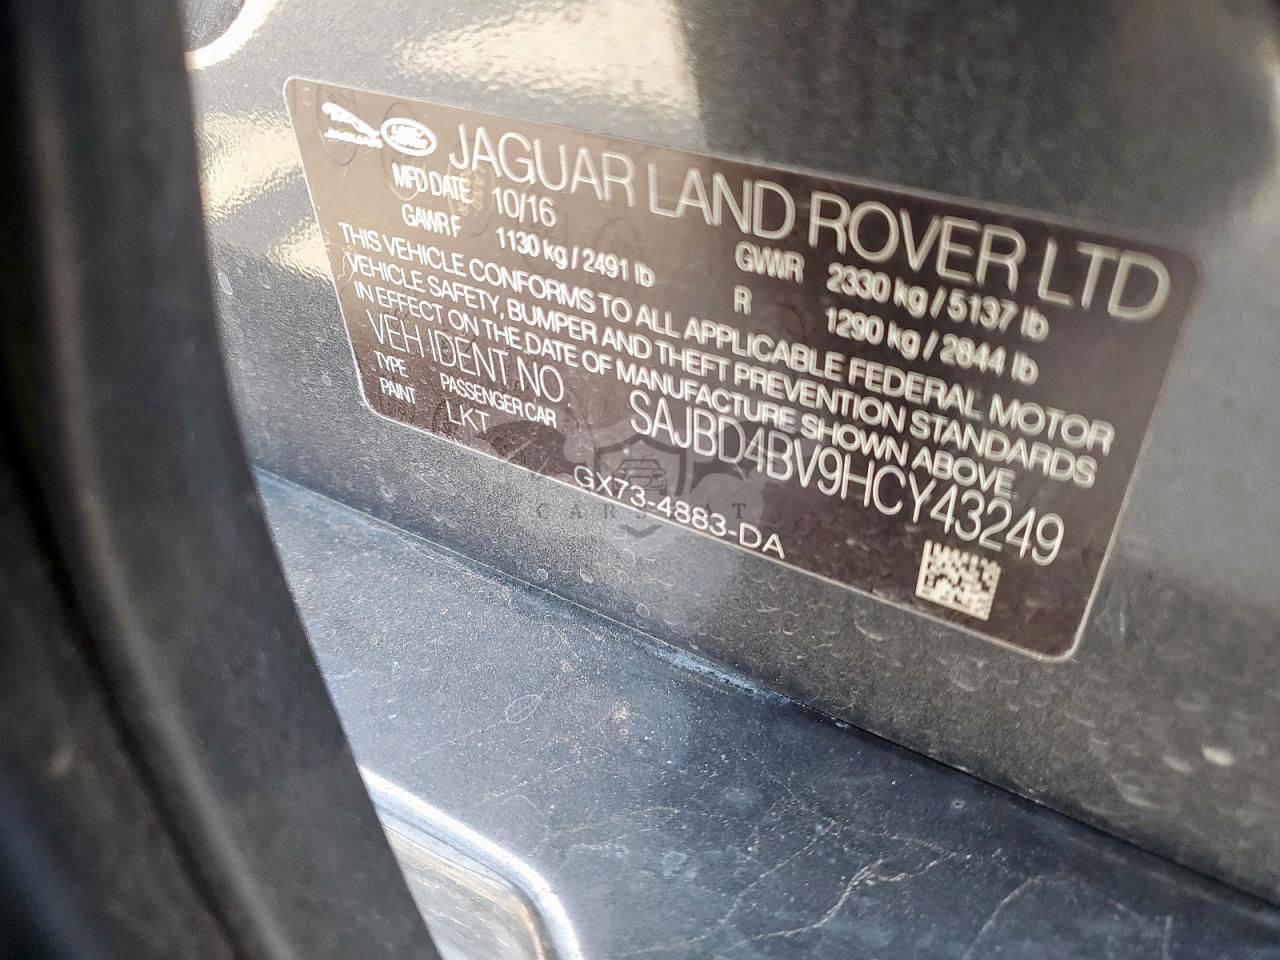 JAGUAR LAND ROVER LTD
MFD DATE 10/16 GVWR 2330 kg / 5137 lb
GAWR F 1130 kg / 2491 lb R 1290 kg / 2844 lb
THIS VEHICLE CONFORMS TO ALL APPLICABLE FEDERAL MOTOR
VEHICLE SAFETY, BUMPER AND THEFT PREVENTION STANDARDS
IN EFFECT ON THE DATE OF MANUFACTURE SHOWN ABOVE
VEH IDENT NO SAJBD4BV9HCY43249
TYPE PASSENGER CAR
PAINT LKT
GX73-4883-DA